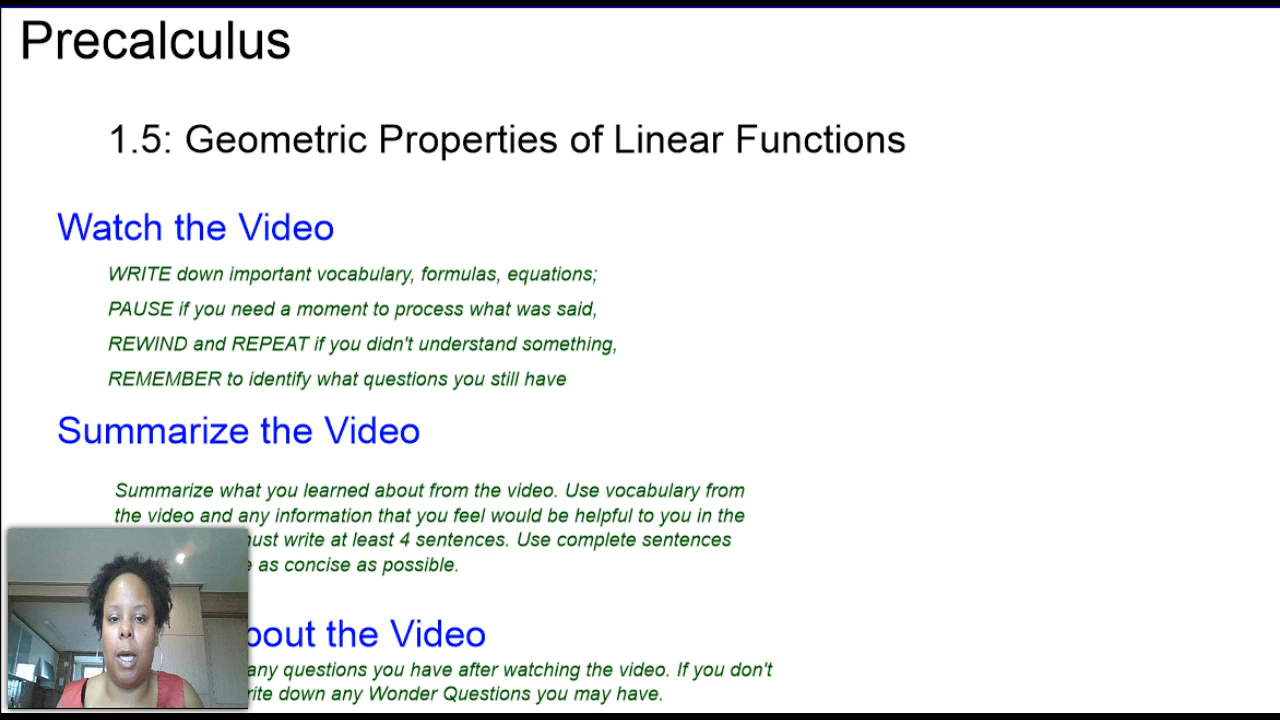 Precalculus
1.5: Geometric Properties of Linear Functions
Watch the Video
WRITE down important vocabulary, formulas, equations;
PAUSE if you need a moment to process what was said,
REWIND and REPEAT if you didn't understand something,
REMEMBER to identify what questions you still have
Summarize the Video
Summarize what you learned about from the video. Use vocabulary from
the video and any information that you feel would be helpful to you in the
write at least 4 sentences. Use complete sentences
as concise as possible.
the Video
any questions you have after watching the video. If you don't
down any Wonder Questions you may have.